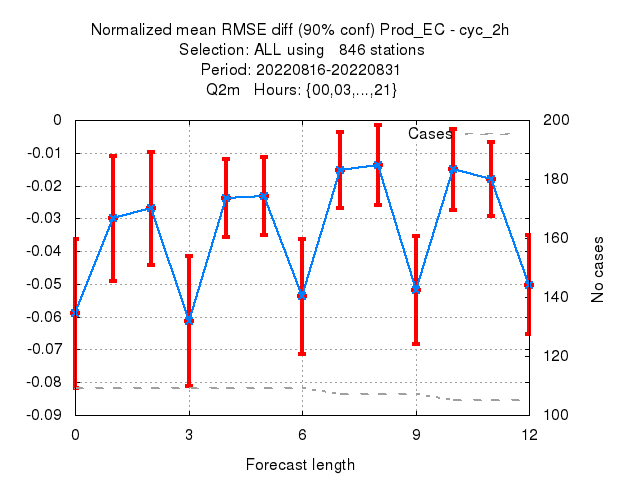 Normalized mean RMSE diff (90% conf) Prod_EC - cyc_2h
Selection: ALL using   846 stations
Period: 20220816-20220831
Q2m   Hours: {00,03,...,21}
Cases
0
-0.01
-0.02
-0.03
-0.04
-0.05
-0.06
-0.07
-0.08
-0.09
200
180
160
140
120
100
No cases
0 3 6 9 12
Forecast length